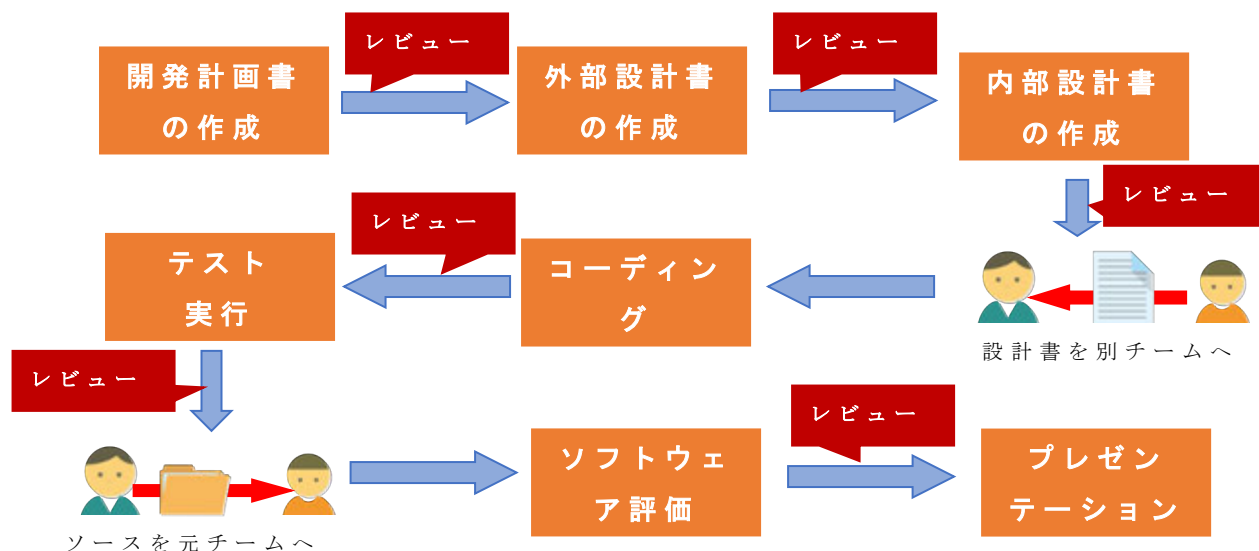 レビュー
レビュー
開発計画書
の作成
外部設計書
の作成
内部設計書
の作成
レビュー
レビュー
テスト
実行
コーディン
グ
設計書を別チームへ
レビュー
レビュー
ソフトウェ
ア評価
プレゼン
テーション
ソースを元チームへ